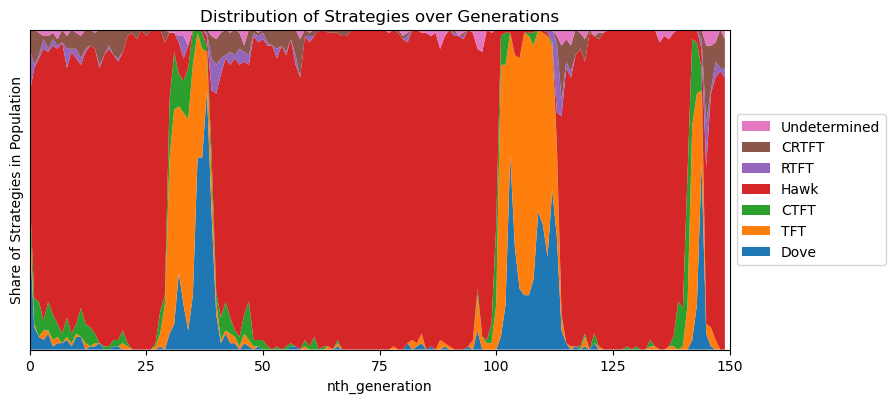 Distribution of Strategies over Generations
Share of Strategies in Population
Undetermined
CRTFT
RTFT
Hawk
CTFT
TFT
Dove
0 25 50 75 100 125 150
nth_generation